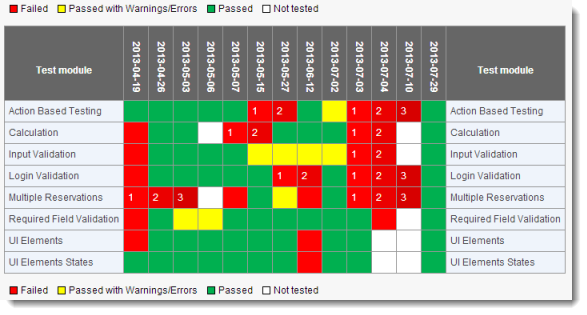 Failed Passed with Warnings/Errors Passed Not tested
Test module 2013-04-19 2013-04-26 2013-05-03 2013-05-06 2013-05-07 2013-05-15 2013-05-27 2013-06-12 2013-07-02 2013-07-03 2013-07-04 2013-07-10 2013-07-29 Test module
Action Based Testing 1 2 1 2 3 Action Based Testing
Calculation 1 2 1 2 Calculation
Input Validation 1 2 Input Validation
Login Validation 1 2 1 2 3 Login Validation
Multiple Reservations 1 2 3 1 2 3 Multiple Reservations
Required Field Validation Required Field Validation
UI Elements UI Elements
UI Elements States UI Elements States
Failed Passed with Warnings/Errors Passed Not tested